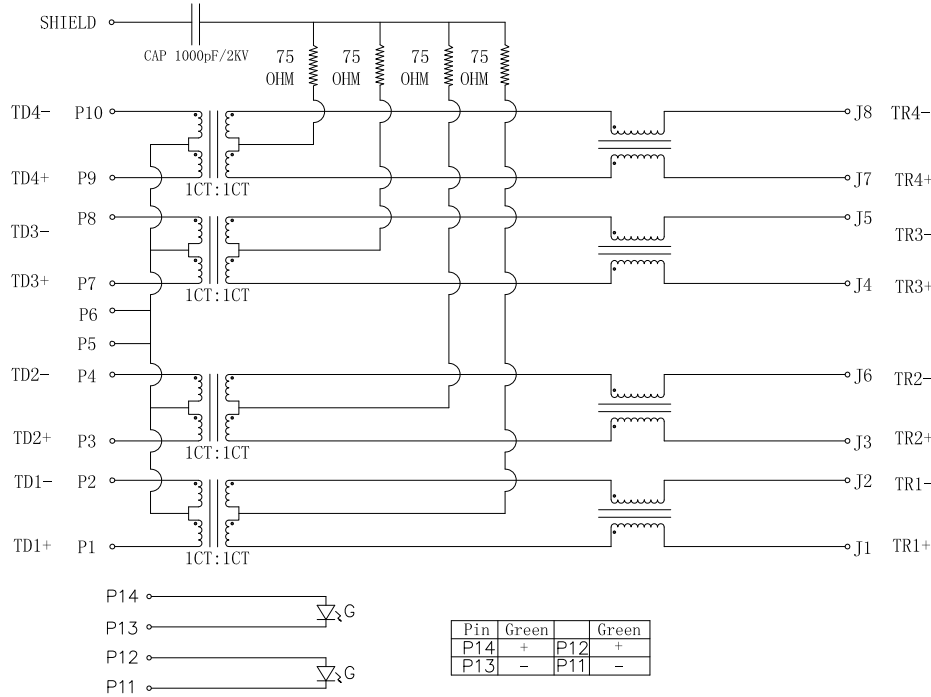 SHIELD
CAP 1000pF/2KV
75 OHM
75 OHM
75 OHM
75 OHM
TD4- P10
J8 TR4-
TD4+ P9
1CT:1CT
J7 TR4+
P8
J5
TD3-
TR3-
TD3+ P7
1CT:1CT
J4 TR3+
P6
P5
TD2- P4
J6 TR2-
TD2+ P3
1CT:1CT
J3 TR2+
TD1- P2
J2 TR1-
TD1+ P1
1CT:1CT
J1 TR1+
P14
G
P13
P12
G
P11
Pin Green Green
P14 + P12 +
P13 - P11 -